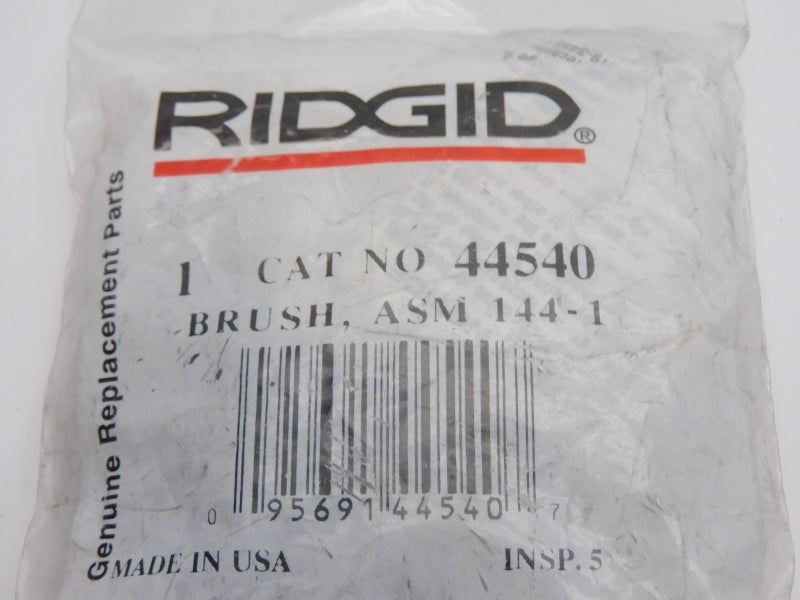 RIDGID®
Genuine Replacement Parts
1 CAT NO 44540
BRUSH, ASM 144-1
0 95691 44540 7
MADE IN USA INSP. 5